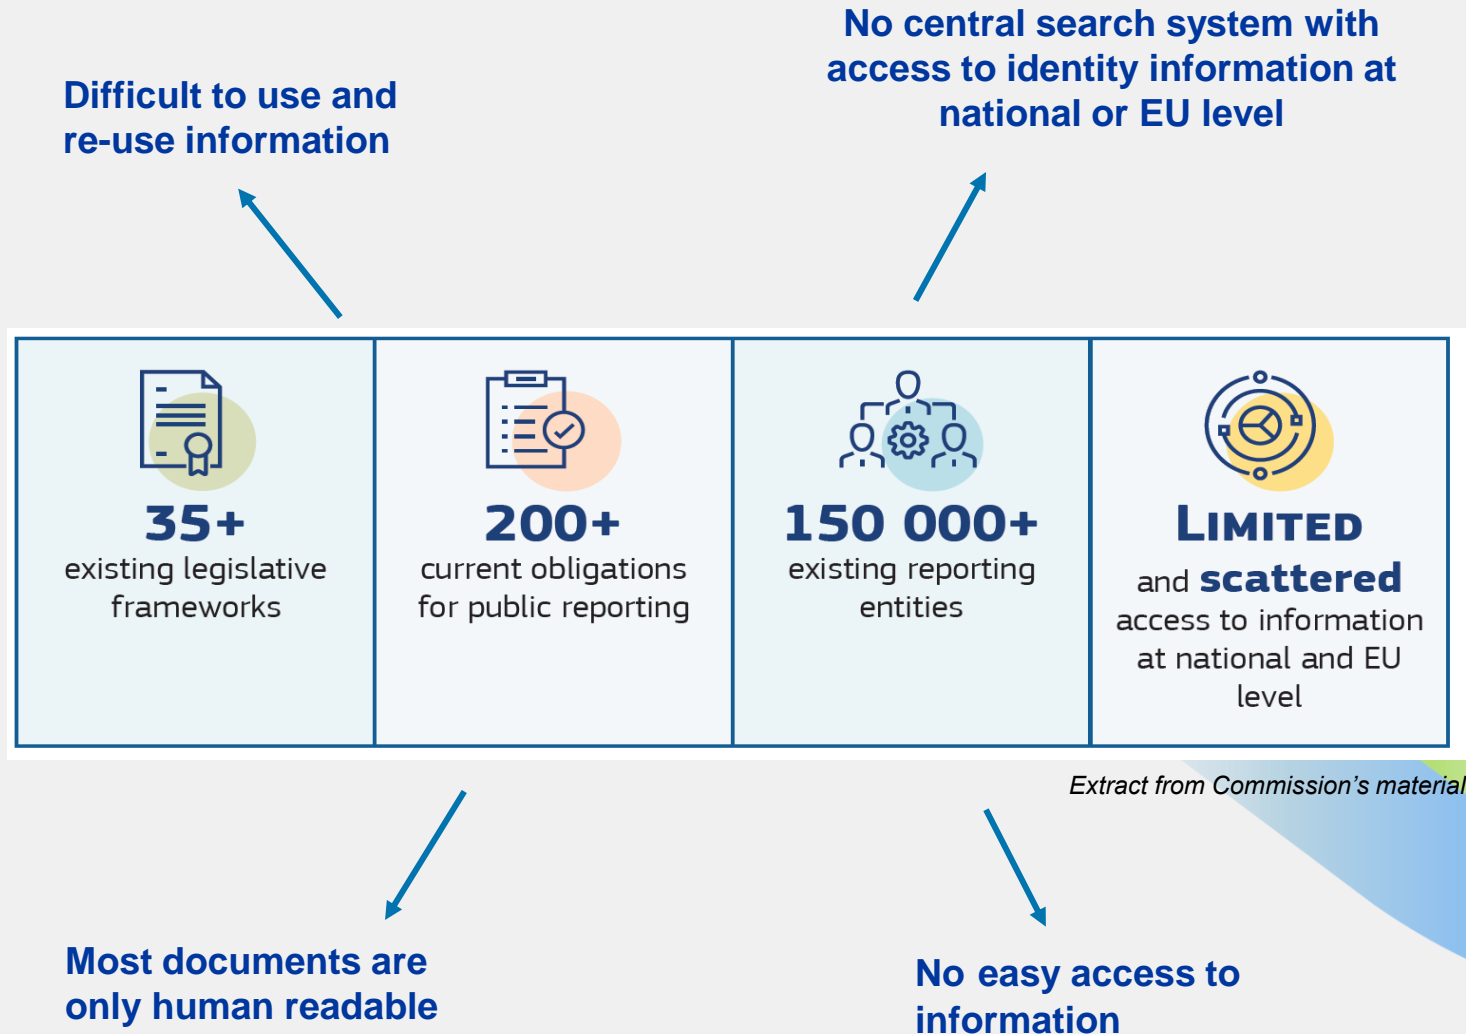 No central search system with
access to identity information at
national or EU level
Difficult to use and
re-use information
35+
existing legislative
frameworks
200+
current obligations
for public reporting
150 000+
existing reporting
entities
LIMITED
and scattered
access to information
at national and EU
level
Extract from Commission's material
Most documents are
only human readable
No easy access to
information